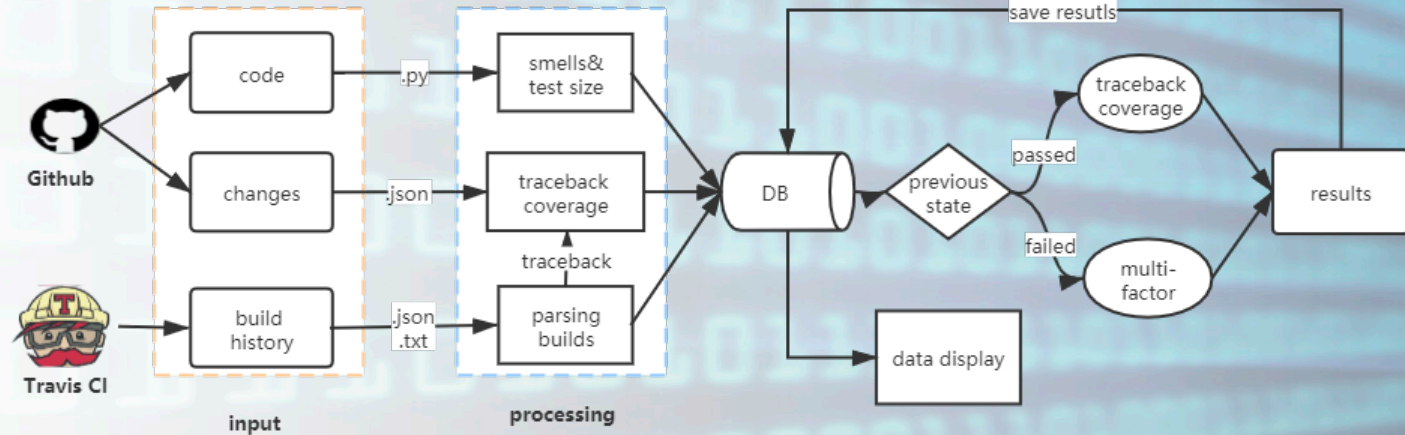 save resutls
code
.py
smells&
test size
traceback
coverage
Github
passed
changes
.json
traceback
coverage
DB
previous
state
results
traceback
failed
multi-
factor
T
build
history
.json
.txt
parsing
builds
data display
Travis CI
input
processing